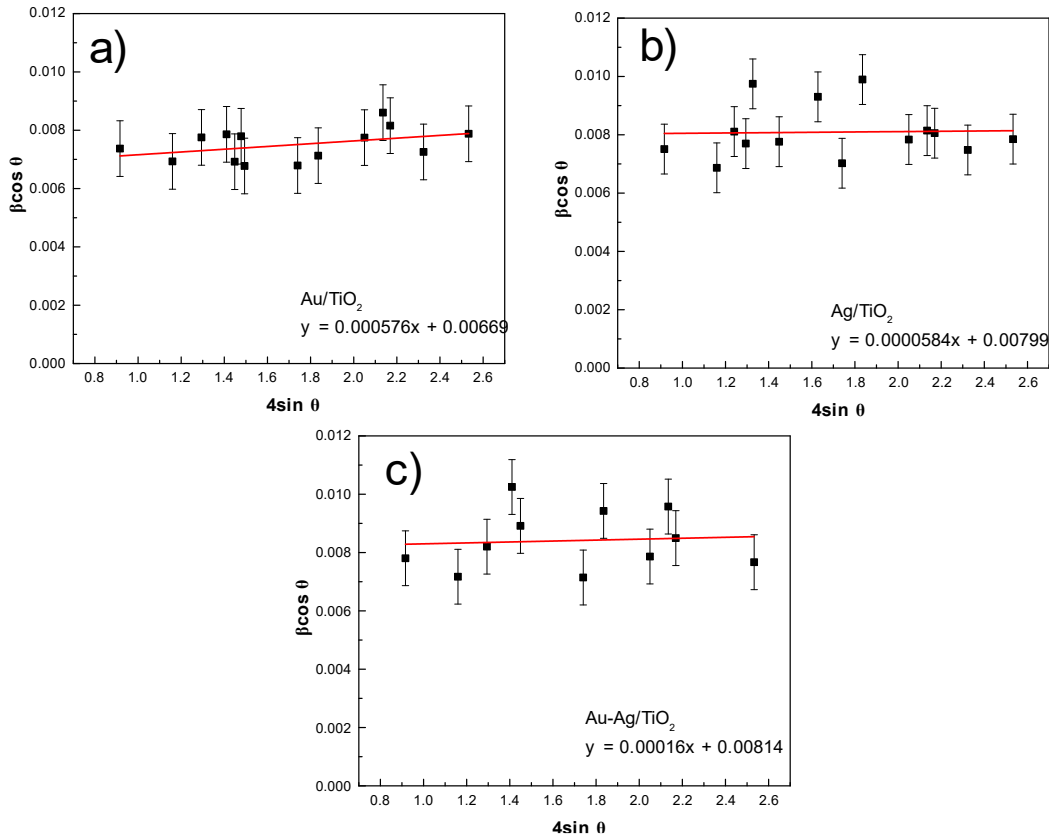 a)
0.012
0.010
0.008
0.006
0.004
0.002
0.000
βcos θ
Au/TiO₂
y = 0.000576x + 0.00669
0.8 1.0 1.2 1.4 1.6 1.8 2.0 2.2 2.4 2.6
4sin θ
b)
0.012
0.010
0.008
0.006
0.004
0.002
0.000
βcos θ
Ag/TiO₂
y = 0.0000584x + 0.00799
0.8 1.0 1.2 1.4 1.6 1.8 2.0 2.2 2.4 2.6
4sin θ
c)
0.012
0.010
0.008
0.006
0.004
0.002
0.000
βcos θ
Au-Ag/TiO₂
y = 0.00016x + 0.00814
0.8 1.0 1.2 1.4 1.6 1.8 2.0 2.2 2.4 2.6
4sin θ